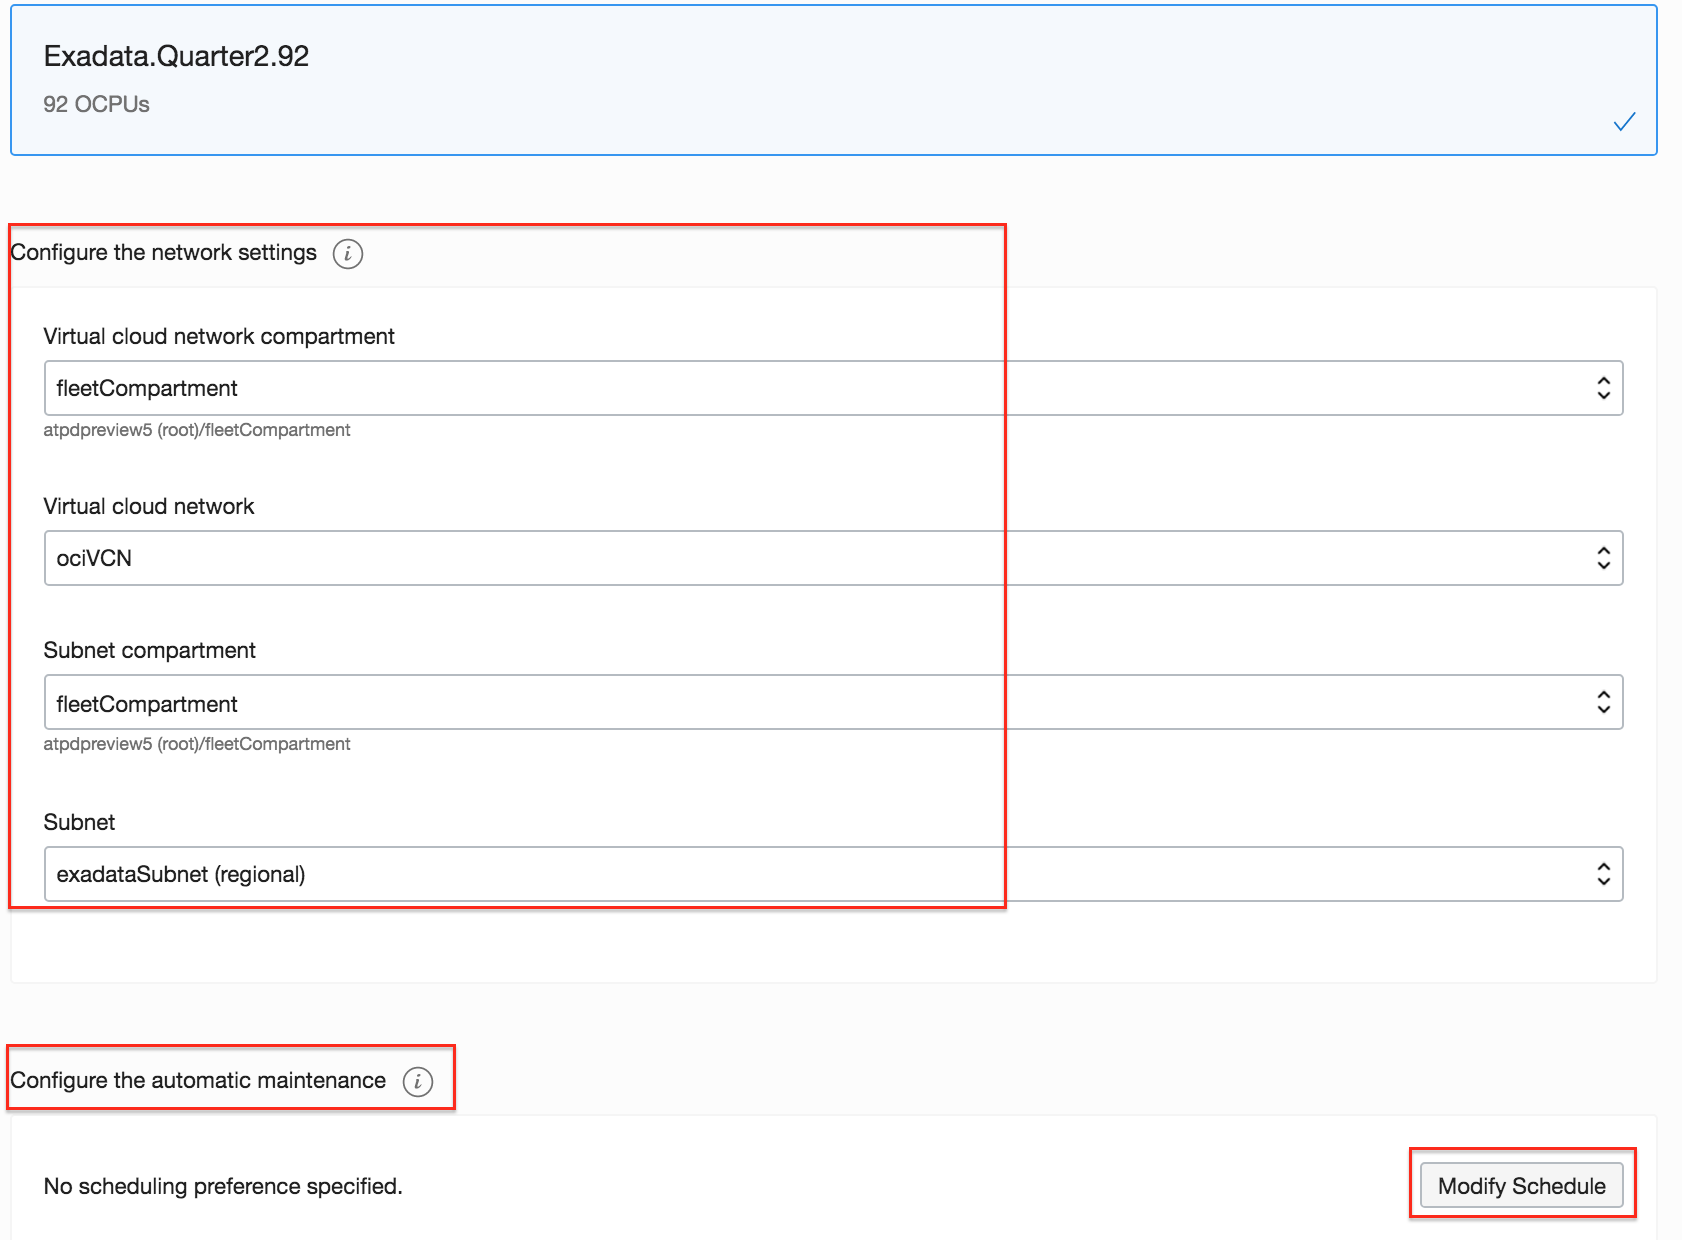 Exadata.Quarter2.92
92 OCPUs
Configure the network settings
Virtual cloud network compartment
fleetCompartment
atpdpreview5 (root)/fleetCompartment
Virtual cloud network
ociVCN
Subnet compartment
fleetCompartment
atpdpreview5 (root)/fleetCompartment
Subnet
exadataSubnet (regional)
Configure the automatic maintenance
No scheduling preference specified.
Modify Schedule